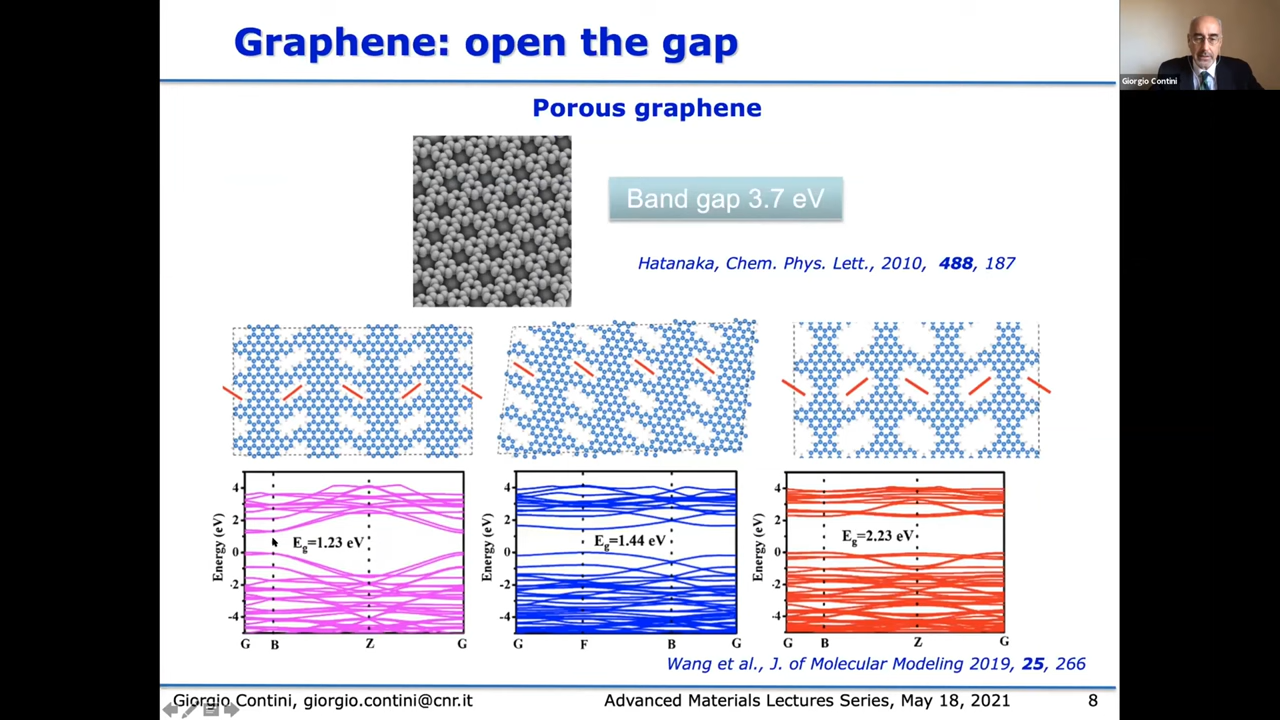 Graphene: open the gap
Giorgio Contini
Porous graphene
Band gap 3.7 eV
Hatanaka, Chem. Phys. Lett., 2010, 488, 187
4
2
0
-2
-4
Energy (eV)
Eg=1.23 eV
G B Z G
4
2
0
-2
-4
Energy (eV)
Eg=1.44 eV
G F B G
4
2
0
-2
-4
Energy (eV)
Eg=2.23 eV
G B Z G
Wang et al., J. of Molecular Modeling 2019, 25, 266
Giorgio Contini, giorgio.contini@cnr.it
Advanced Materials Lectures Series, May 18, 2021
8